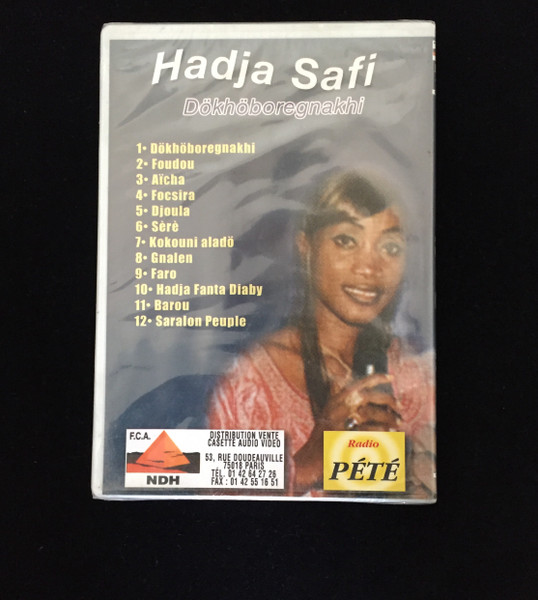 Hadja Safi
Dökhöboregnakhi
1• Dökhöboregnakhi
2• Foudou
3• Aïcha
4• Focsira
5• Djoula
6• Sèrè
7• Kokouni aladö
8• Gnalen
9• Faro
10• Hadja Fanta Diaby
11• Barou
12• Saralon Peuple
F.C.A.
NDH
DISTRIBUTION VENTE
CASETTE AUDIO VIDEO
53, RUE DOUDEAUVILLE
75018 PARIS
TÉL. 01 42 64 27 26
FAX : 01 42 55 16 51
Radio
PÉTÉ